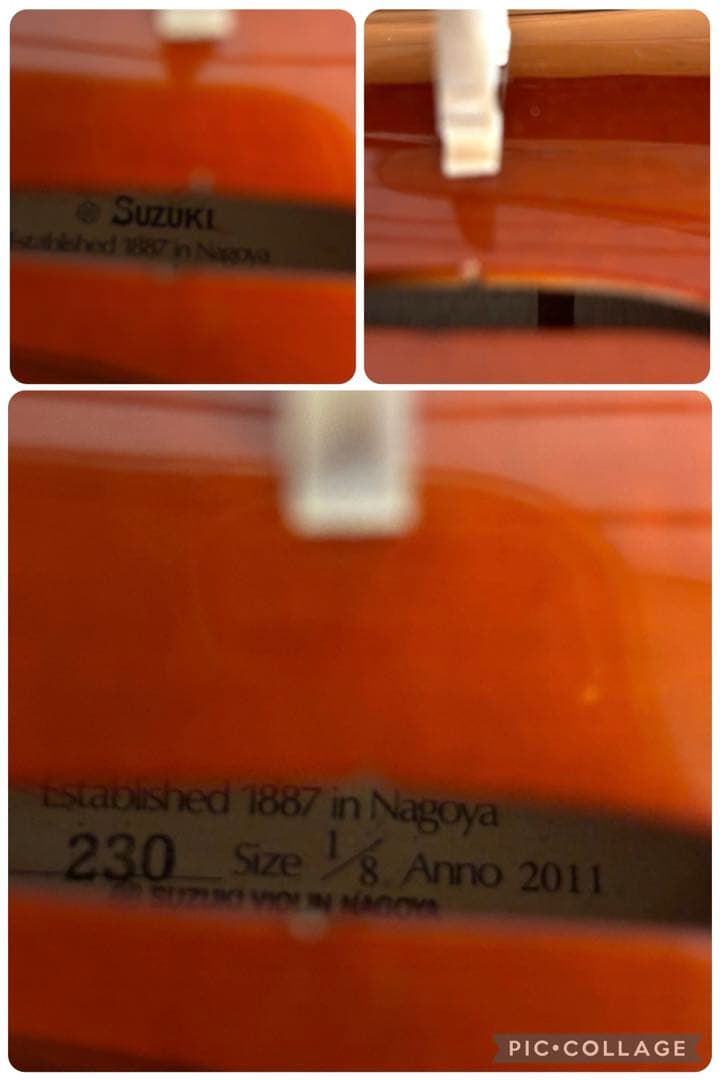 SUZUKI
Established 1887 in Nagoya
Established 1887 in Nagoya
230 Size 1/8 Anno 2011
SUZUKI VIOLIN NAGOYA
PIC•COLLAGE